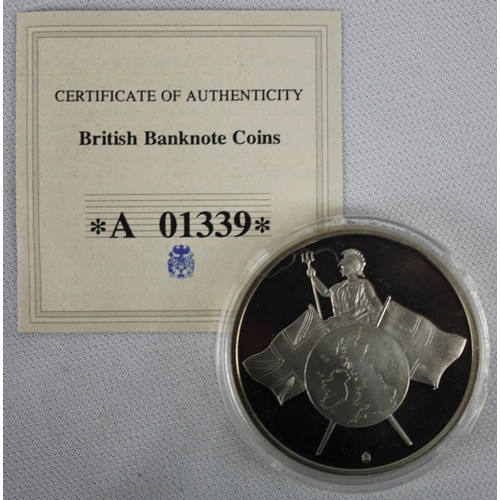 CERTIFICATE OF AUTHENTICITY
British Banknote Coins
*A 01339*